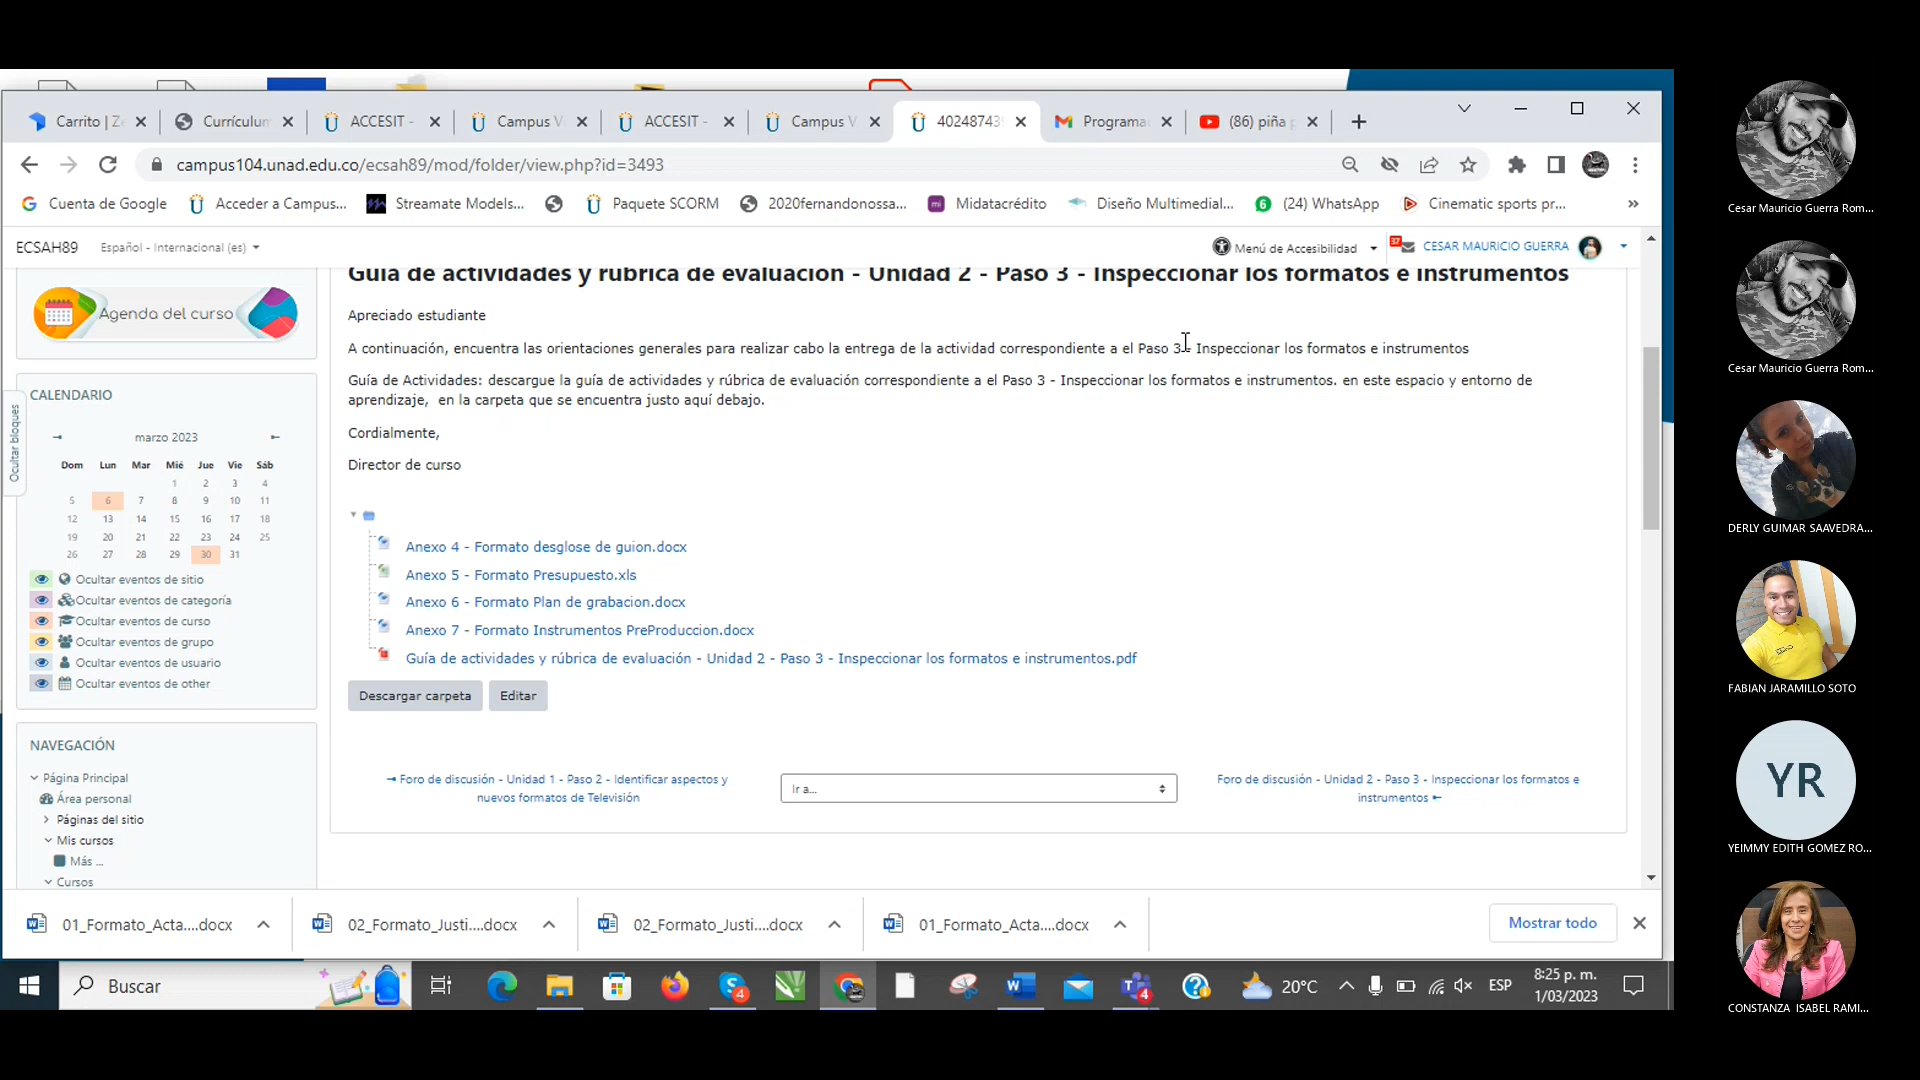 Carrito | Ze
Currículum
ACCESIT -
Campus V
ACCESIT -
Campus V
40248743
Programa
(86) piña p
campus104.unad.edu.co/ecsah89/mod/folder/view.php?id=3493
Cuenta de Google
Acceder a Campus...
Streamate Models...
Paquete SCORM
2020fernandonossa...
Midatacrédito
Diseño Multimedial...
(24) WhatsApp
Cinematic sports pr...
»
ECSAH89
Español - Internacional (es)
Menú de Accesibilidad
37
CESAR MAURICIO GUERRA
Guía de actividades y rúbrica de evaluación - Unidad 2 - Paso 3 - Inspeccionar los formatos e instrumentos
Agenda del curso
Apreciado estudiante
A continuación, encuentra las orientaciones generales para realizar cabo la entrega de la actividad correspondiente a el Paso 3 - Inspeccionar los formatos e instrumentos
Guía de Actividades: descargue la guía de actividades y rúbrica de evaluación correspondiente a el Paso 3 - Inspeccionar los formatos e instrumentos. en este espacio y entorno de
aprendizaje, en la carpeta que se encuentra justo aquí debajo.
Cordialmente,
Director de curso
Ocultar bloques
CALENDARIO
marzo 2023
Dom Lun Mar Mié Jue Vie Sáb
1 2 3 4
5 6 7 8 9 10 11
12 13 14 15 16 17 18
19 20 21 22 23 24 25
26 27 28 29 30 31
Ocultar eventos de sitio
Ocultar eventos de categoría
Ocultar eventos de curso
Ocultar eventos de grupo
Ocultar eventos de usuario
Ocultar eventos de other
Anexo 4 - Formato desglose de guion.docx
Anexo 5 - Formato Presupuesto.xls
Anexo 6 - Formato Plan de grabacion.docx
Anexo 7 - Formato Instrumentos PreProduccion.docx
Guía de actividades y rúbrica de evaluación - Unidad 2 - Paso 3 - Inspeccionar los formatos e instrumentos.pdf
Descargar carpeta
Editar
NAVEGACIÓN
Página Principal
Área personal
Páginas del sitio
Mis cursos
Más ...
Cursos
Foro de discusión - Unidad 1 - Paso 2 - Identificar aspectos y
nuevos formatos de Televisión
Ir a...
Foro de discusión - Unidad 2 - Paso 3 - Inspeccionar los formatos e
instrumentos
01_Formato_Acta....docx
02_Formato_Justi....docx
02_Formato_Justi....docx
01_Formato_Acta....docx
Mostrar todo
Buscar
4
4
20°C
ESP
8:25 p. m.
1/03/2023
Cesar Mauricio Guerra Rom...
Cesar Mauricio Guerra Rom...
DERLY GUIMAR SAAVEDRA...
FABIAN JARAMILLO SOTO
YR
YEIMMY EDITH GOMEZ RO...
CONSTANZA ISABEL RAMI...